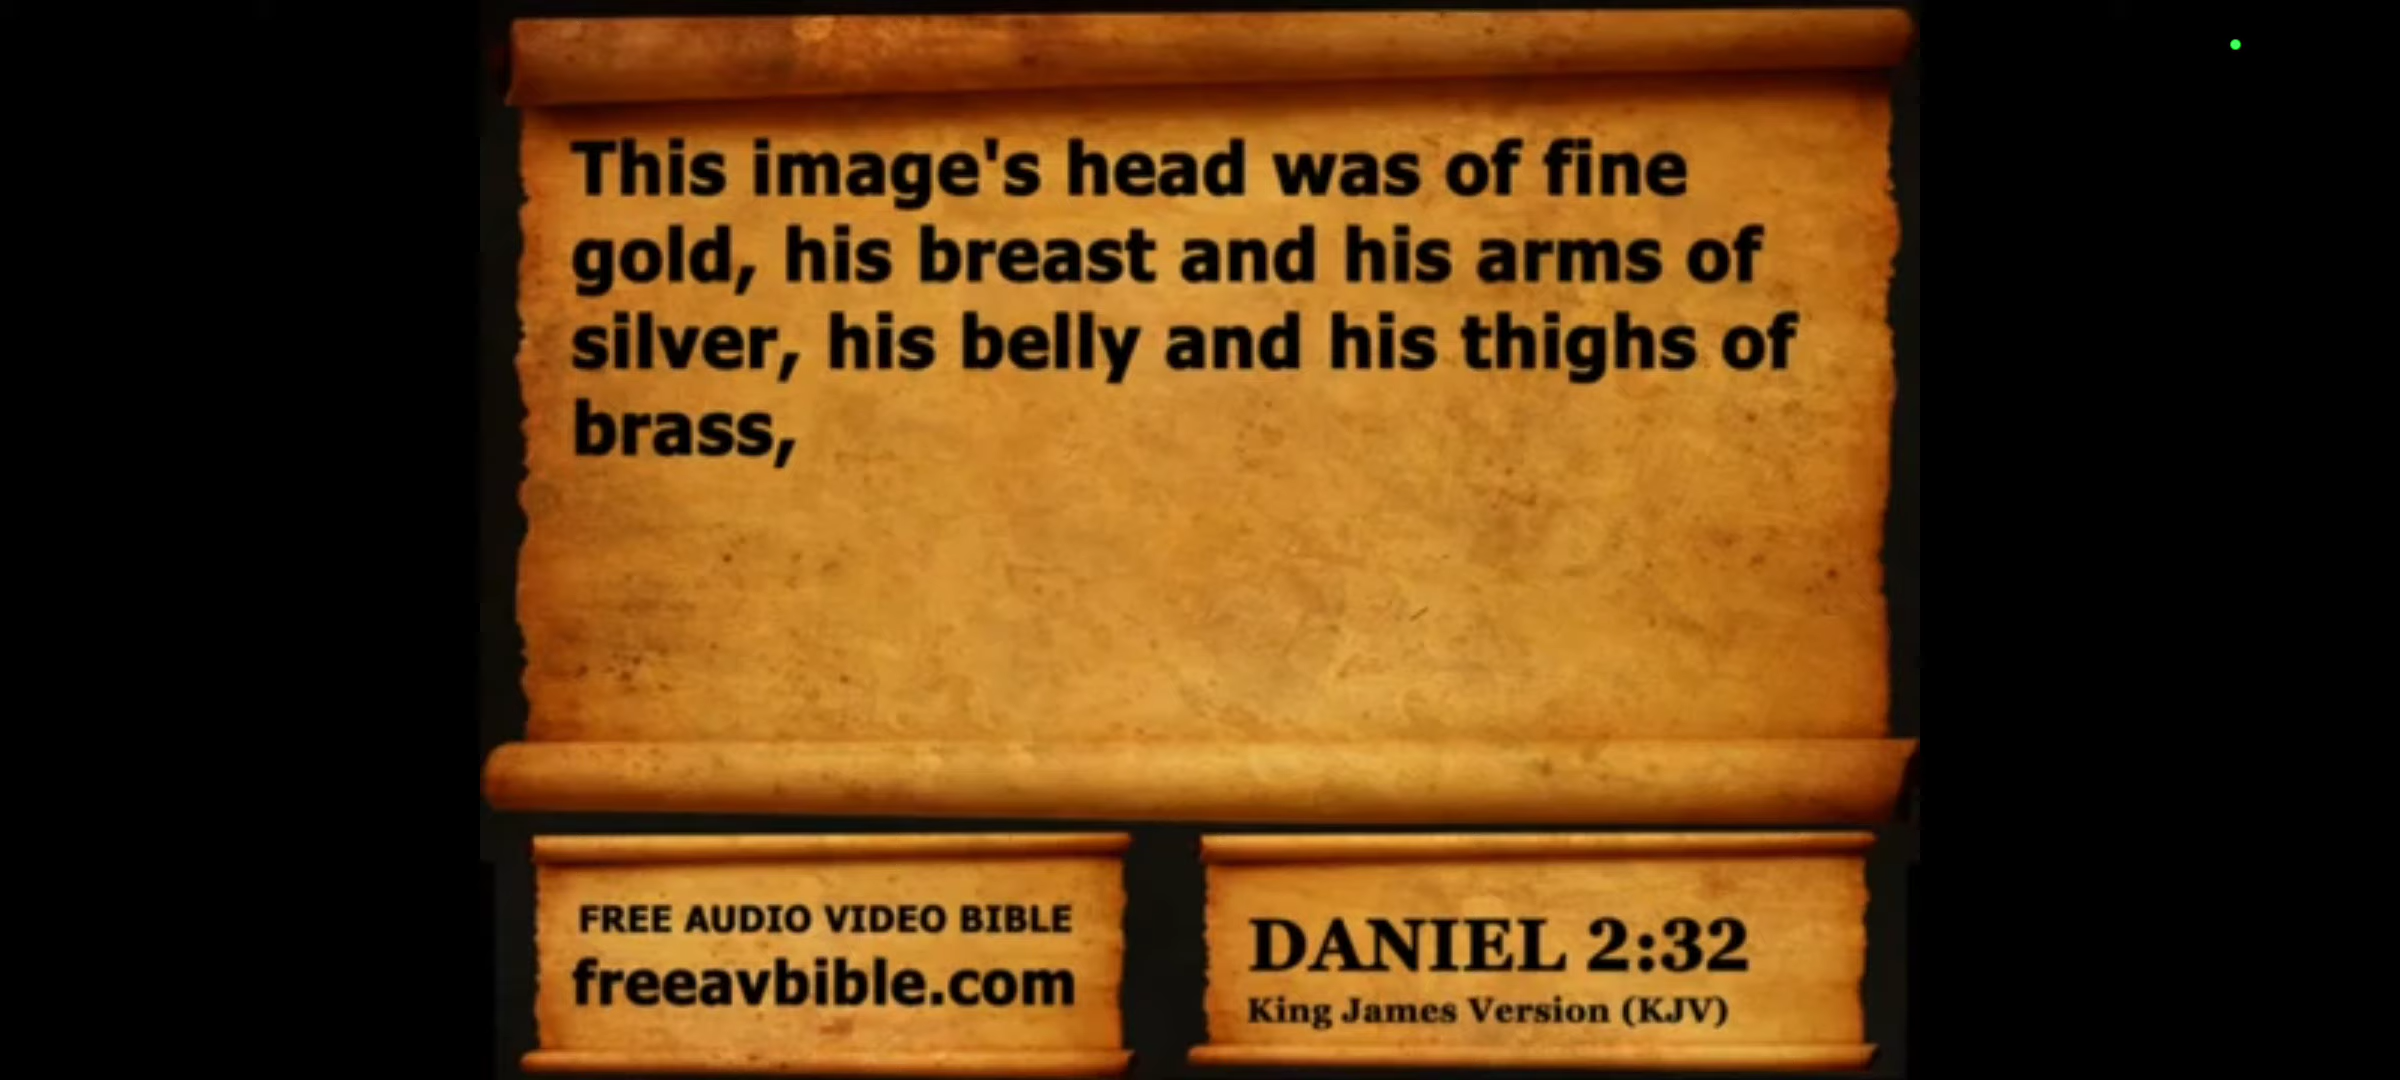 This image's head was of fine
gold, his breast and his arms of
silver, his belly and his thighs of
brass,
FREE AUDIO VIDEO BIBLE
freeavbible.com
DANIEL 2:32
King James Version (KJV)